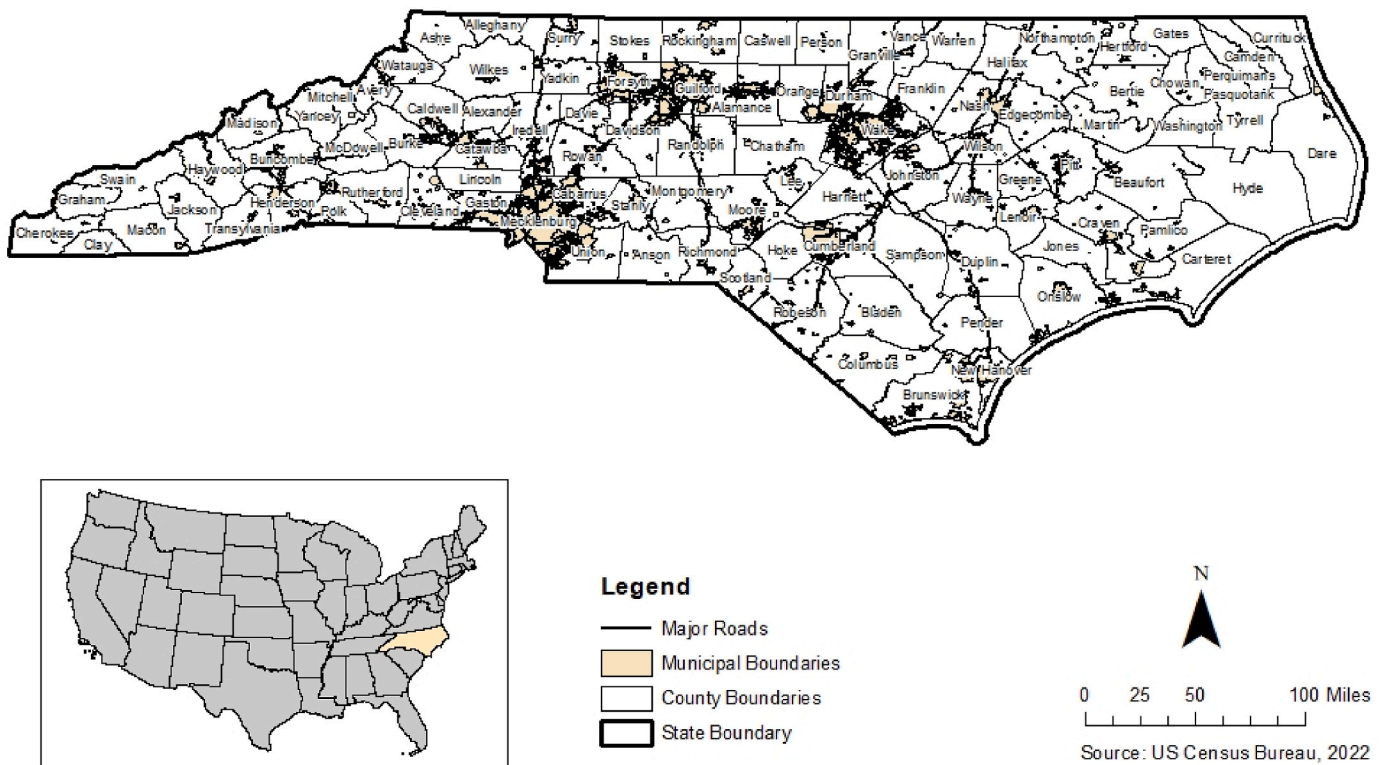 Alleghany
Ashe
Surry
Stokes
Rockingham
Caswell
Person
Vance
Warren
Northampton
Gates
Currituck
Camden
Hertford
Granville
Halifax
Watauga
Wilkes
Yadkin
Forsyth
Guilford
Alamance
Orange
Durham
Franklin
Nash
Edgecombe
Bertie
Chowan
Perquimans
Pasquotank
Avery
Mitchell
Yancey
Madison
Caldwell
Alexander
Iredell
Davie
Davidson
Randolph
Chatham
Wake
Wilson
Martin
Washington
Tyrrell
Dare
Burke
McDowell
Buncombe
Haywood
Catawba
Rowan
Swain
Graham
Lincoln
Cabarrus
Stanly
Montgomery
Lee
Johnston
Greene
Pitt
Beaufort
Hyde
Rutherford
Henderson
Polk
Cleveland
Gaston
Mecklenburg
Moore
Harnett
Wayne
Lenoir
Craven
Pamlico
Jackson
Macon
Transylvania
Cherokee
Clay
Union
Anson
Richmond
Hoke
Cumberland
Sampson
Duplin
Jones
Carteret
Scotland
Onslow
Robeson
Bladen
Pender
Columbus
New Hanover
Brunswick
Legend
Major Roads
Municipal Boundaries
County Boundaries
State Boundary
N
0 25 50 100 Miles
Source: US Census Bureau, 2022